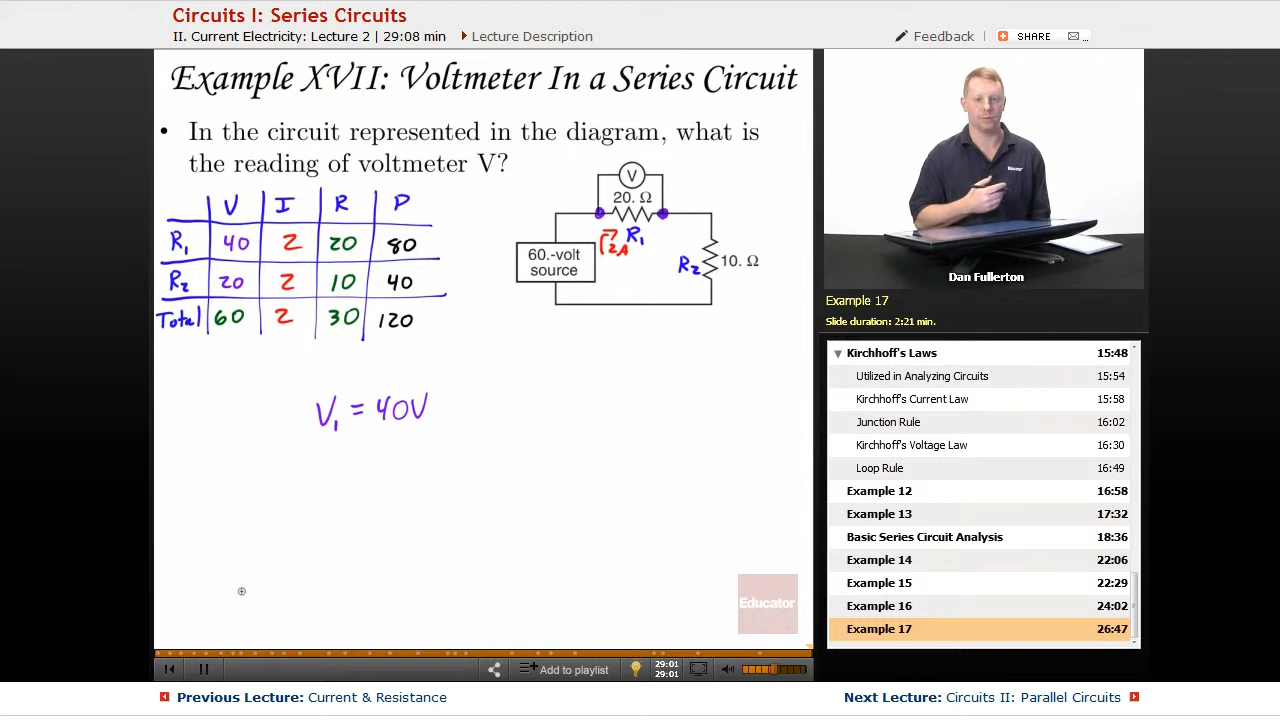 Circuits I: Series Circuits
II. Current Electricity: Lecture 2 | 29:08 min
Lecture Description
Feedback
SHARE
Example XVII: Voltmeter In a Series Circuit
• In the circuit represented in the diagram, what is
the reading of voltmeter V?
V I R P
R₁ 40 2 20 80
R₂ 20 2 10 40
Total 60 2 30 120
V₁ = 40V
V
20. Ω
R₁
2A
60.-volt
source
R₂
10. Ω
Educator
Dan Fullerton
Example 17
Slide duration: 2:21 min.
Kirchhoff's Laws 15:48
Utilized in Analyzing Circuits 15:54
Kirchhoff's Current Law 15:58
Junction Rule 16:02
Kirchhoff's Voltage Law 16:30
Loop Rule 16:49
Example 12 16:58
Example 13 17:32
Basic Series Circuit Analysis 18:36
Example 14 22:06
Example 15 22:29
Example 16 24:02
Example 17 26:47
Add to playlist
29:01
29:01
Previous Lecture: Current & Resistance
Next Lecture: Circuits II: Parallel Circuits